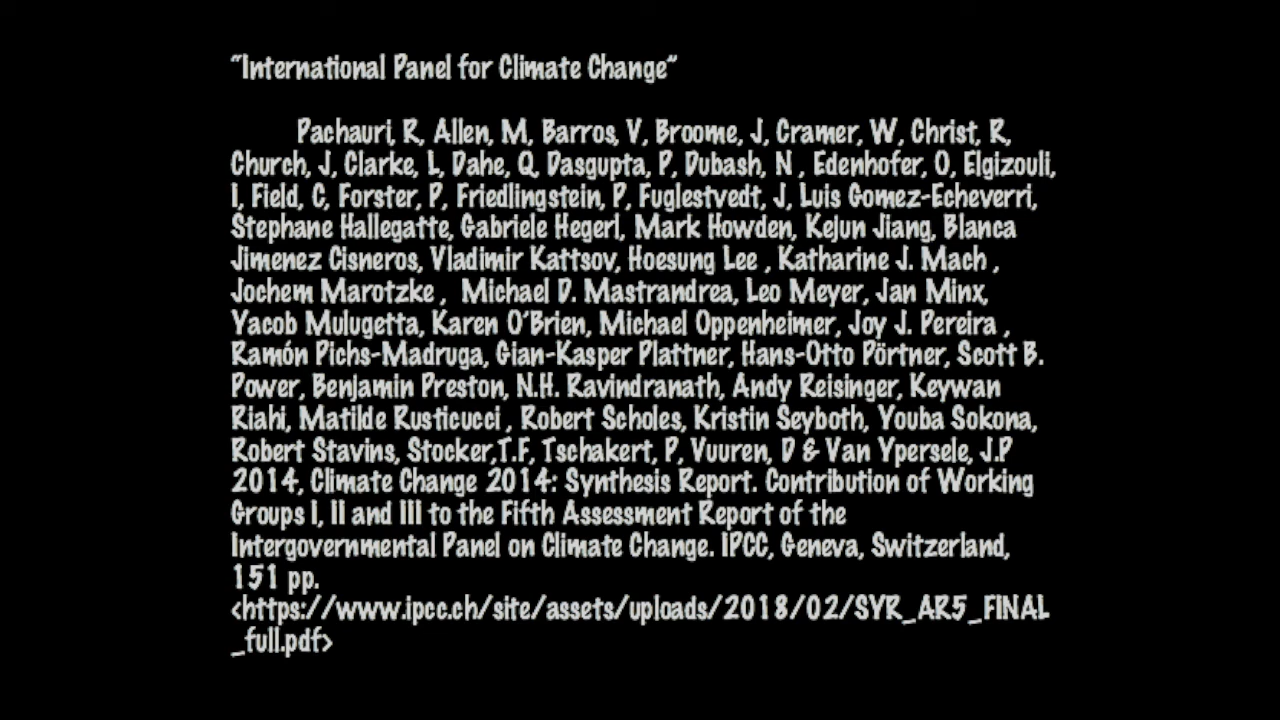 "International Panel for Climate Change"
Pachauri, R, Allen, M, Barros, V, Broome, J, Cramer, W, Christ, R,
Church, J, Clarke, L, Dahe, Q, Dasgupta, P, Dubash, N , Edenhofer, O, Elgizouli,
I, Field, C, Forster, P, Friedlingstein, P, Fuglestvedt, J, Luis Gomez-Echeverri,
Stephane Hallegatte, Gabriele Hegerl, Mark Howden, Kejun Jiang, Blanca
Jimenez Cisneros, Vladimir Kattsov, Hoesung Lee , Katharine J. Mach ,
Jochem Marotzke , Michael D. Mastrandrea, Leo Meyer, Jan Minx,
Yacob Mulugetta, Karen O'Brien, Michael Oppenheimer, Joy J. Pereira ,
Ramón Pichs-Madruga, Gian-Kasper Plattner, Hans-Otto Pörtner, Scott B.
Power, Benjamin Preston, N.H. Ravindranath, Andy Reisinger, Keywan
Riahi, Matilde Rusticucci , Robert Scholes, Kristin Seyboth, Youba Sokona,
Robert Stavins, Stocker,T.F, Tschakert, P, Vuuren, D & Van Ypersele, J.P
2014, Climate Change 2014: Synthesis Report. Contribution of Working
Groups I, II and III to the Fifth Assessment Report of the
Intergovernmental Panel on Climate Change. IPCC, Geneva, Switzerland,
151 pp.
<https://www.ipcc.ch/site/assets/uploads/2018/02/SYR_AR5_FINAL
_full.pdf>